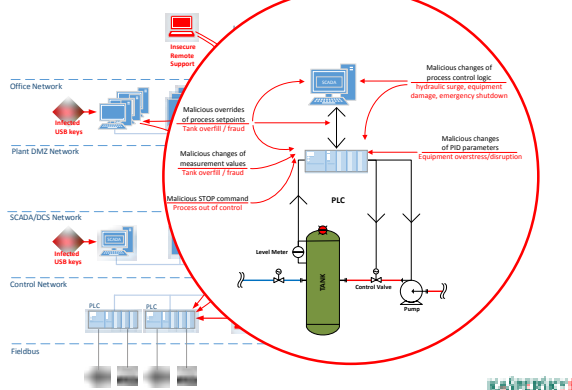 Insecure
Remote
Support
Office Network
Infected
USB keys
Plant DMZ Network
SCADA/DCS Network
SCADA
Infected
USB keys
Control Network
PLC
PLC
Fieldbus
SCADA
Malicious changes of
process control logic
hydraulic surge, equipment
damage, emergency shutdown
Malicious overrides
of process setpoints
Tank overfill / fraud
Malicious changes of
measurement values
Tank overfill / fraud
Malicious STOP command
Process out of control
Malicious changes
of PID parameters
Equipment overstress/disruption
PLC
Level Meter
TANK
Control Valve
Pump